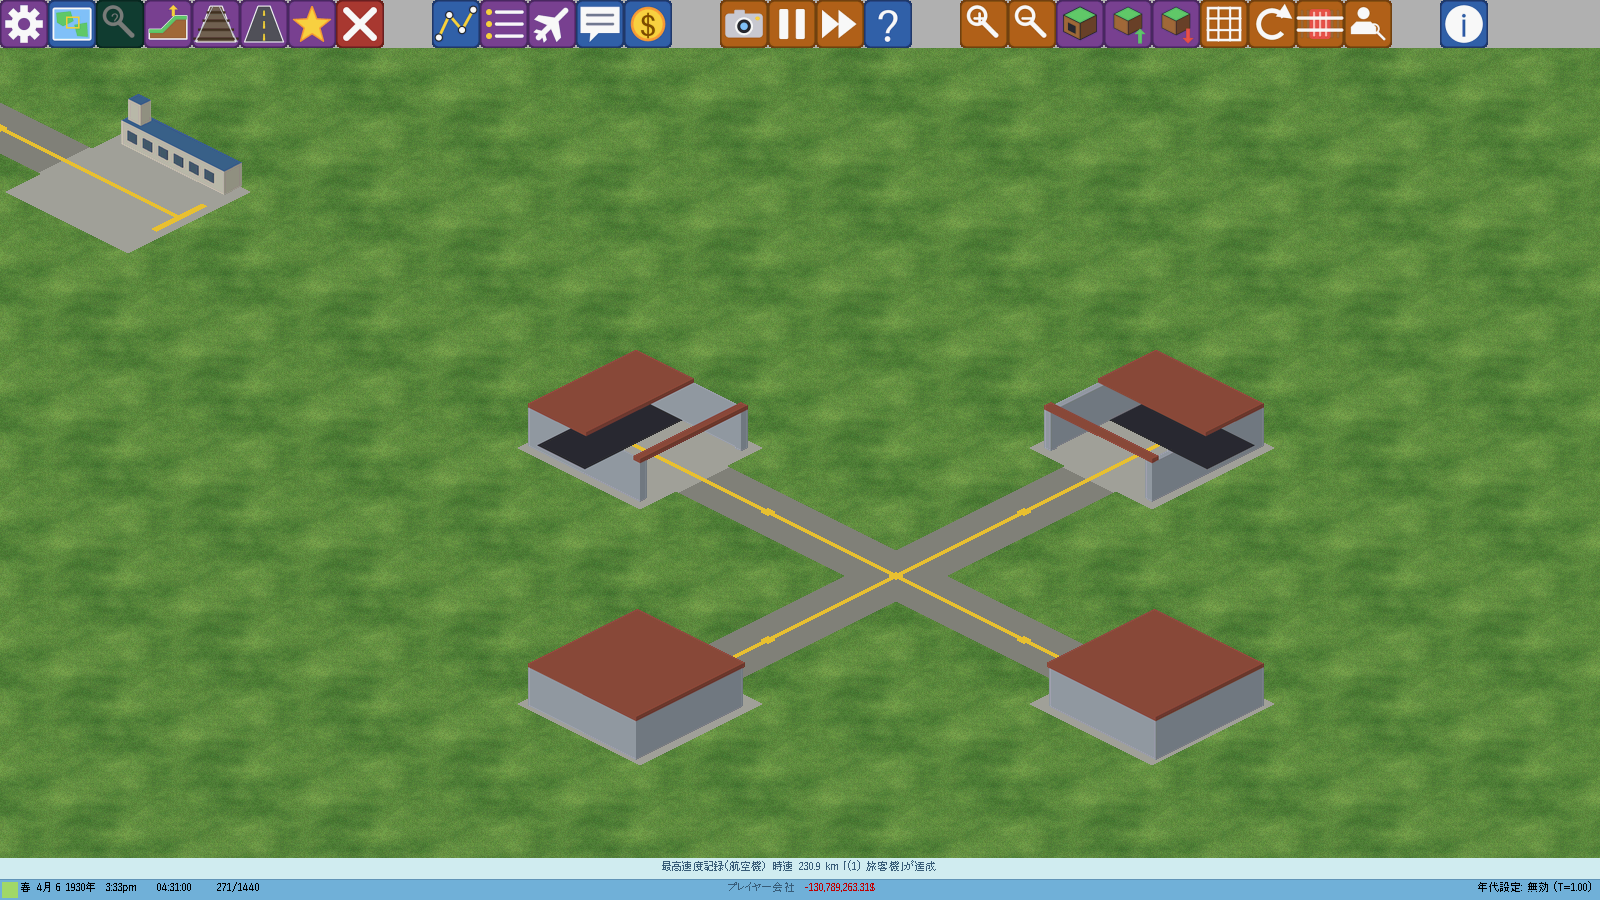 最高速度記録(航空機) 時速 230.9 km「(1) 旅客機」が達成
春 4月 6 1930年 3:33pm 04:31:00 271/1440 プレイヤー会社 -130,789,263.31$ 年代設定: 無効 (T=1.00)